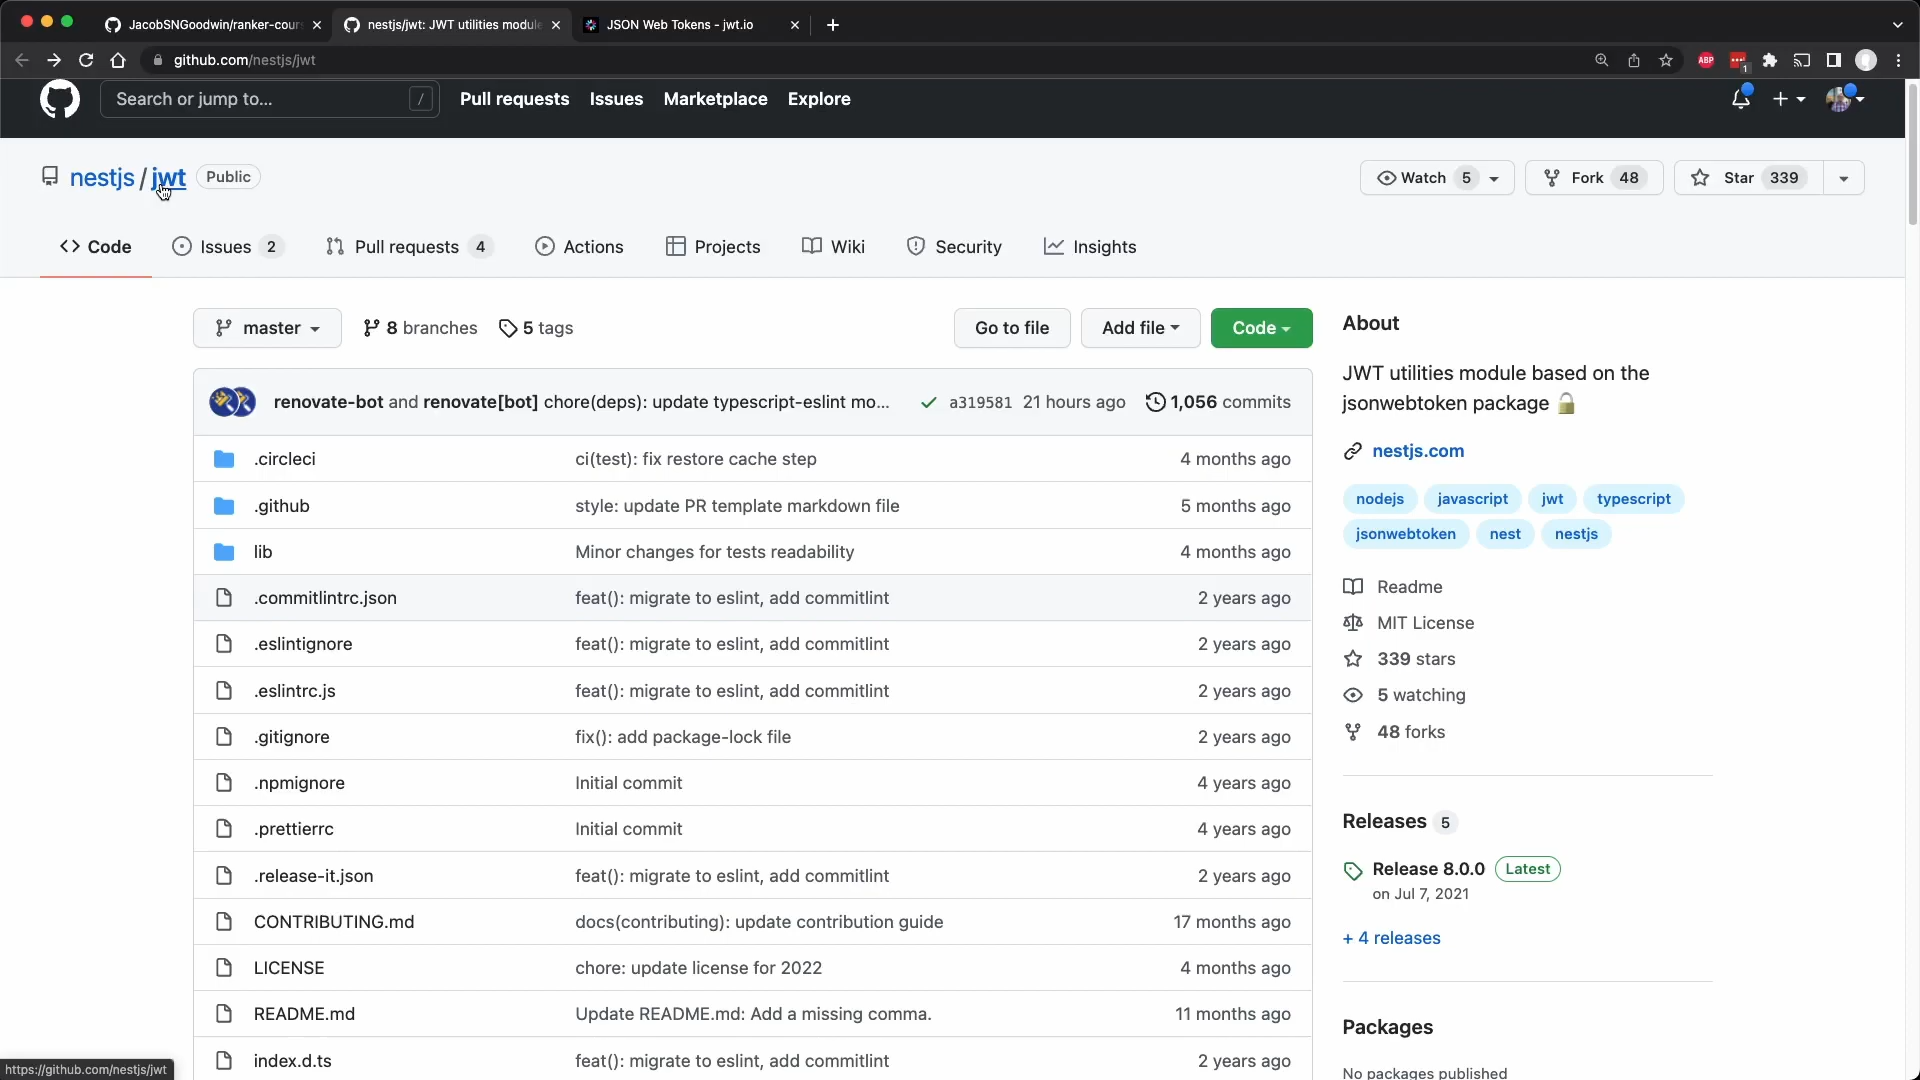 JacobSNGoodwin/ranker-cours
nestjs/jwt: JWT utilities module
JSON Web Tokens - jwt.io
github.com/nestjs/jwt
ABP
1
Search or jump to...
/
Pull requests
Issues
Marketplace
Explore
nestjs / jwt
Public
Watch 5
Fork 48
Star 339
Code
Issues 2
Pull requests 4
Actions
Projects
Wiki
Security
Insights
master
8 branches
5 tags
Go to file
Add file
Code
About
JWT utilities module based on the
jsonwebtoken package
nestjs.com
nodejs
javascript
jwt
typescript
jsonwebtoken
nest
nestjs
Readme
MIT License
339 stars
5 watching
48 forks
Releases 5
Release 8.0.0 Latest
on Jul 7, 2021
+ 4 releases
Packages
No packages published
renovate-bot and renovate[bot] chore(deps): update typescript-eslint mo... a319581 21 hours ago 1,056 commits
.circleci ci(test): fix restore cache step 4 months ago
.github style: update PR template markdown file 5 months ago
lib Minor changes for tests readability 4 months ago
.commitlintrc.json feat(): migrate to eslint, add commitlint 2 years ago
.eslintignore feat(): migrate to eslint, add commitlint 2 years ago
.eslintrc.js feat(): migrate to eslint, add commitlint 2 years ago
.gitignore fix(): add package-lock file 2 years ago
.npmignore Initial commit 4 years ago
.prettierrc Initial commit 4 years ago
.release-it.json feat(): migrate to eslint, add commitlint 2 years ago
CONTRIBUTING.md docs(contributing): update contribution guide 17 months ago
LICENSE chore: update license for 2022 4 months ago
README.md Update README.md: Add a missing comma. 11 months ago
index.d.ts feat(): migrate to eslint, add commitlint 2 years ago
https://github.com/nestjs/jwt